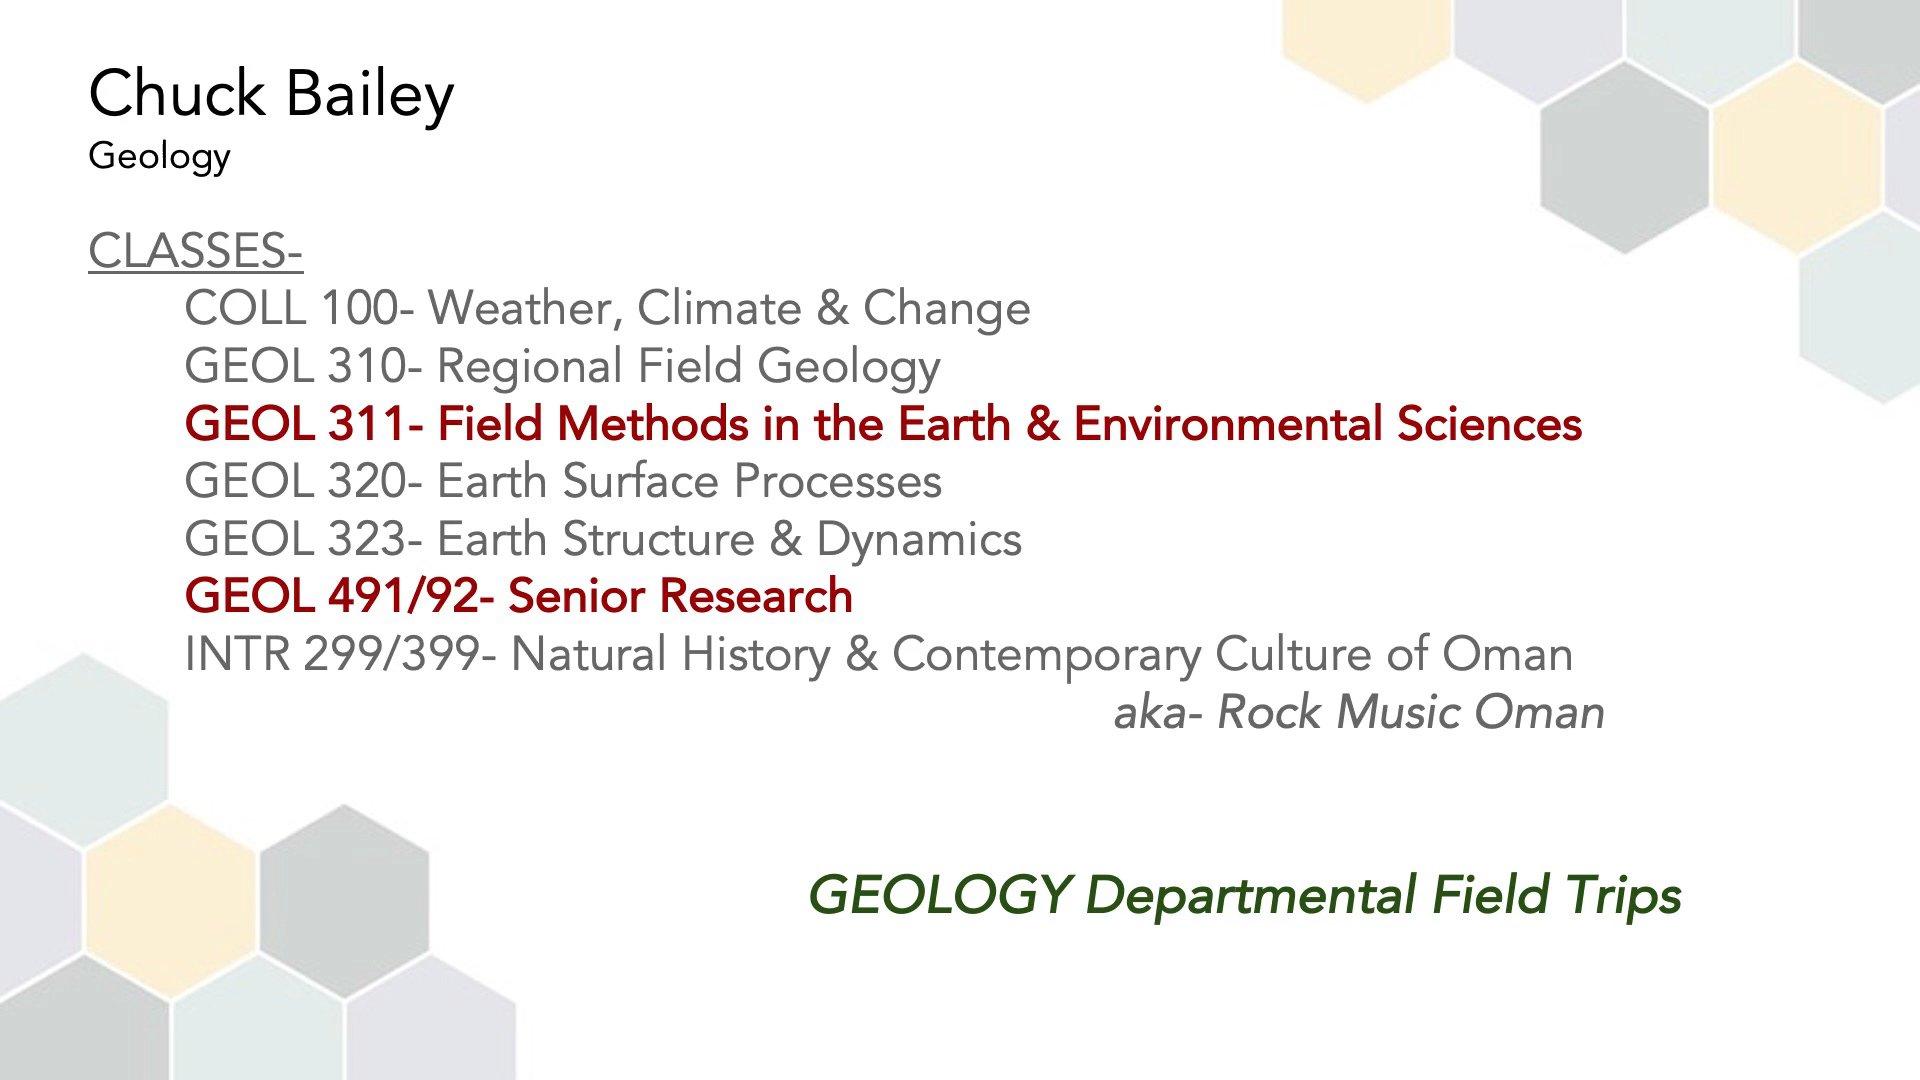 Chuck Bailey
Geology
CLASSES-
COLL 100- Weather, Climate & Change
GEOL 310- Regional Field Geology
GEOL 311- Field Methods in the Earth & Environmental Sciences
GEOL 320- Earth Surface Processes
GEOL 323- Earth Structure & Dynamics
GEOL 491/92- Senior Research
INTR 299/399- Natural History & Contemporary Culture of Oman
aka- Rock Music Oman
GEOLOGY Departmental Field Trips